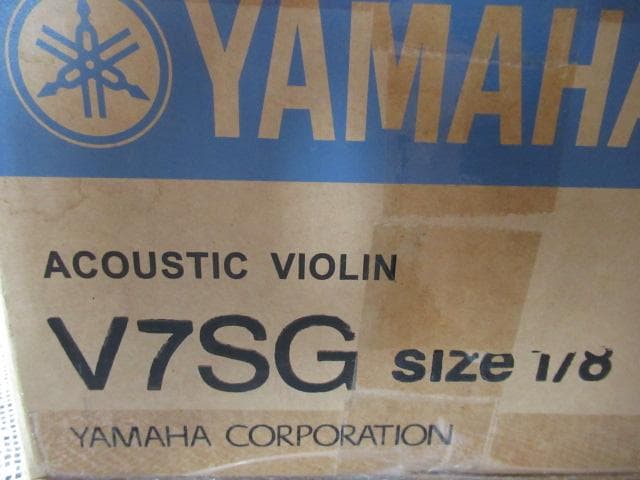 YAMAHA
ACOUSTIC VIOLIN
V7SG size 1/8
YAMAHA CORPORATION